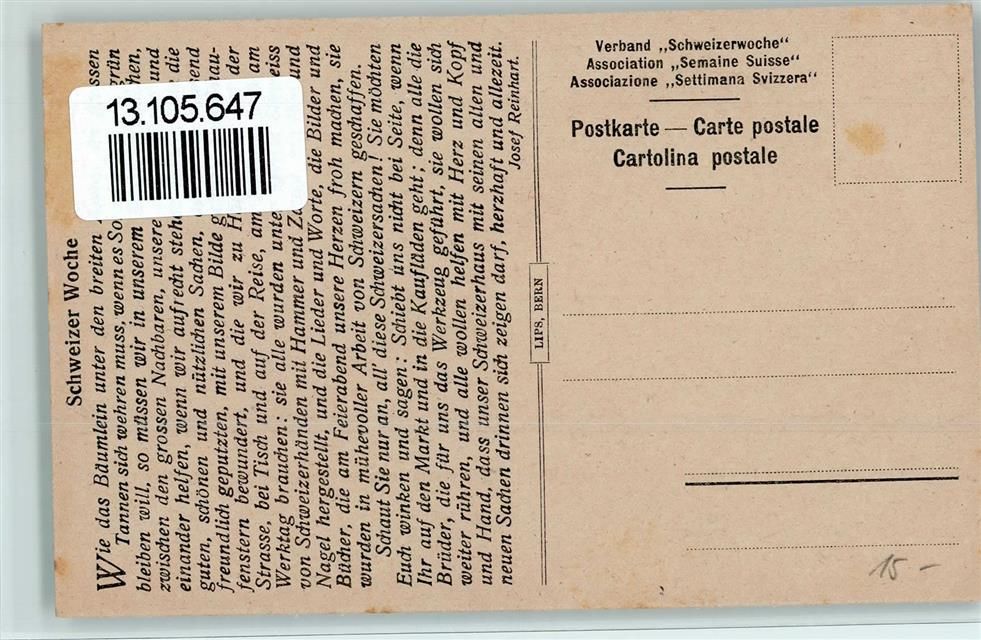 Schweizer Woche
Wie das Bäumlein unter den breiten
Tannen sich wehren muss, wenn es
bleiben will, so müssen wir in unserem
zwischen den grossen Nachbaren, unsere
einander helfen, wenn wir aufrecht
guten, schönen und nützlichen Sachen,
freundlich geputzten, mit unserem Bilde
fenstern bewundert, und die wir zu
Strasse, bei Tisch und auf der Reise, am
Werktag brauchen: sie alle wurden
von Schweizerhänden mit Hammer und
Nagel hergestellt, und die Lieder und Worte, die Bilder und
Bücher, die am Feierabend unsere Herzen froh machen, sie
wurden in mühevoller Arbeit von Schweizern geschaffen.
Schaut Sie nur an, all' diese Schweizersachen! Sie möchten
Euch winken und sagen: Schiebt uns nicht bei Seite, wenn
Ihr auf den Markt und in die Kaufläden geht; denn alle die
Brüder, die für uns das Werkzeug geführt, sie wollen sich
weiter rühren, und alle wollen helfen mit Herz und Kopf
und Hand, dass unser Schweizerhaus mit seinen alten und
neuen Sachen drinnen sich zeigen darf, herzhaft und allezeit.
Josef Reinhart.
13.105.647
LIPS, BERN
Verband „Schweizerwoche“
Association „Semaine Suisse“
Associazione „Settimana Svizzera“
Postkarte — Carte postale
Cartolina postale
15 -